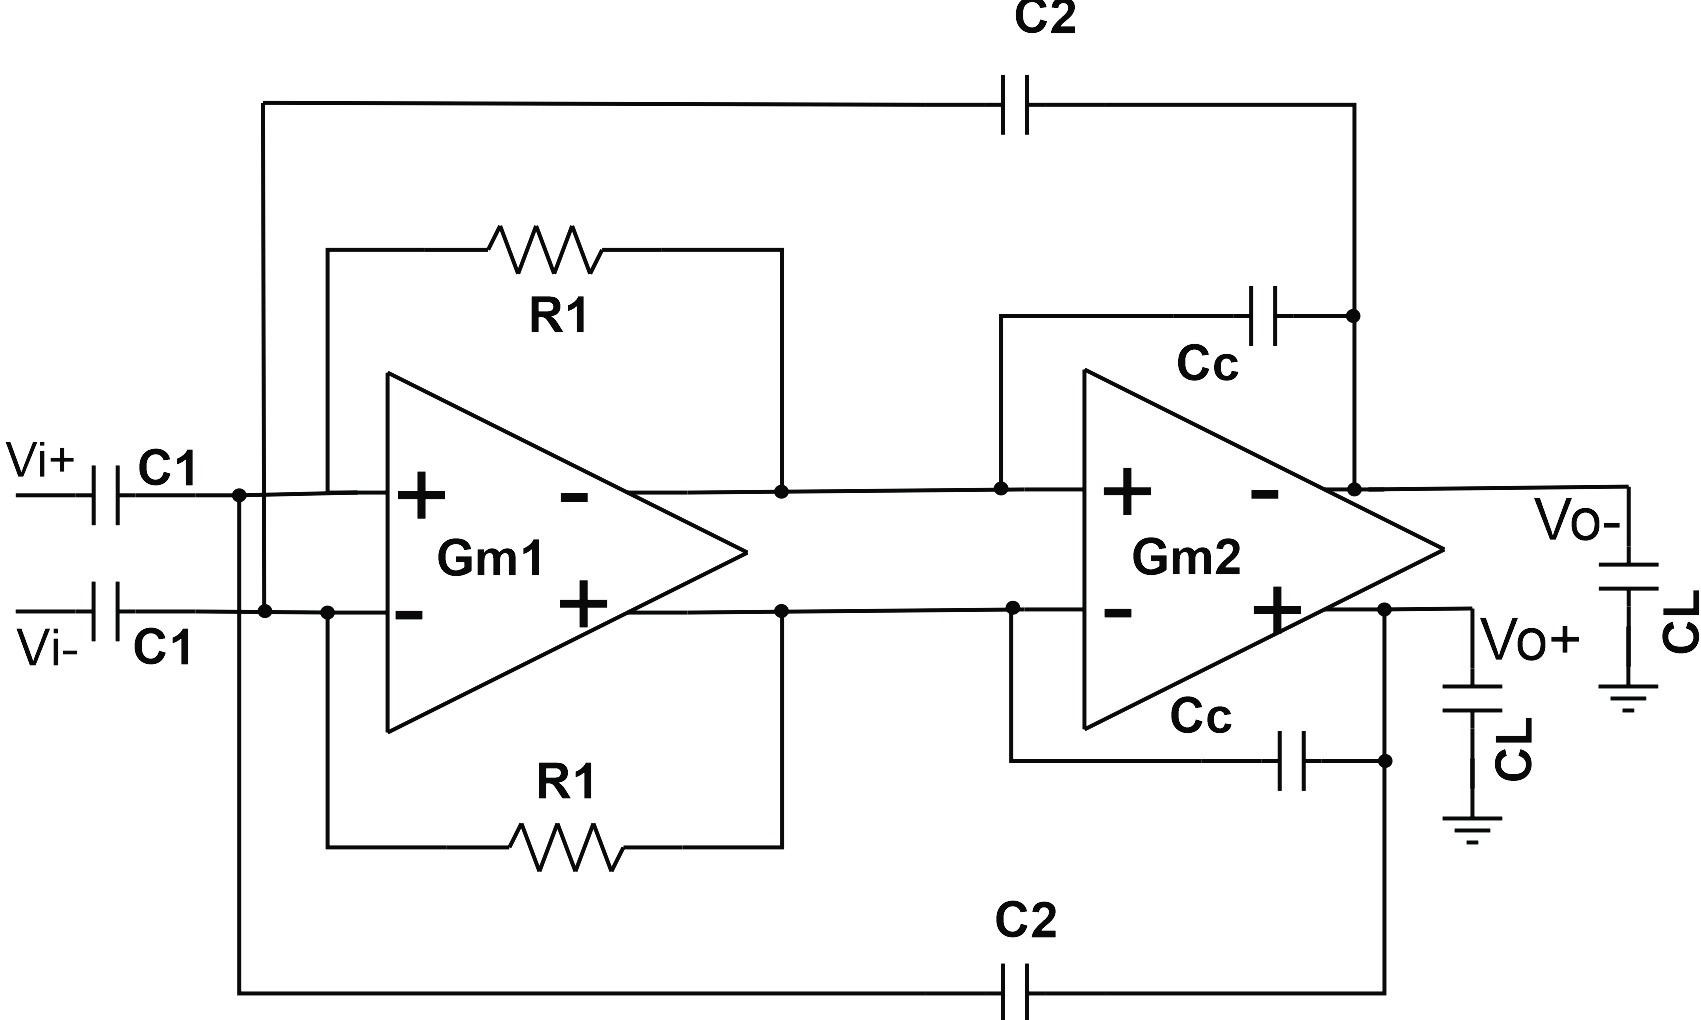 C2
R1
Cc
Vi+
C1
+
-
+
-
Gm1
Gm2
Vo-
-
+
-
+
Vi-
C1
Vo+
CL
Cc
CL
R1
C2